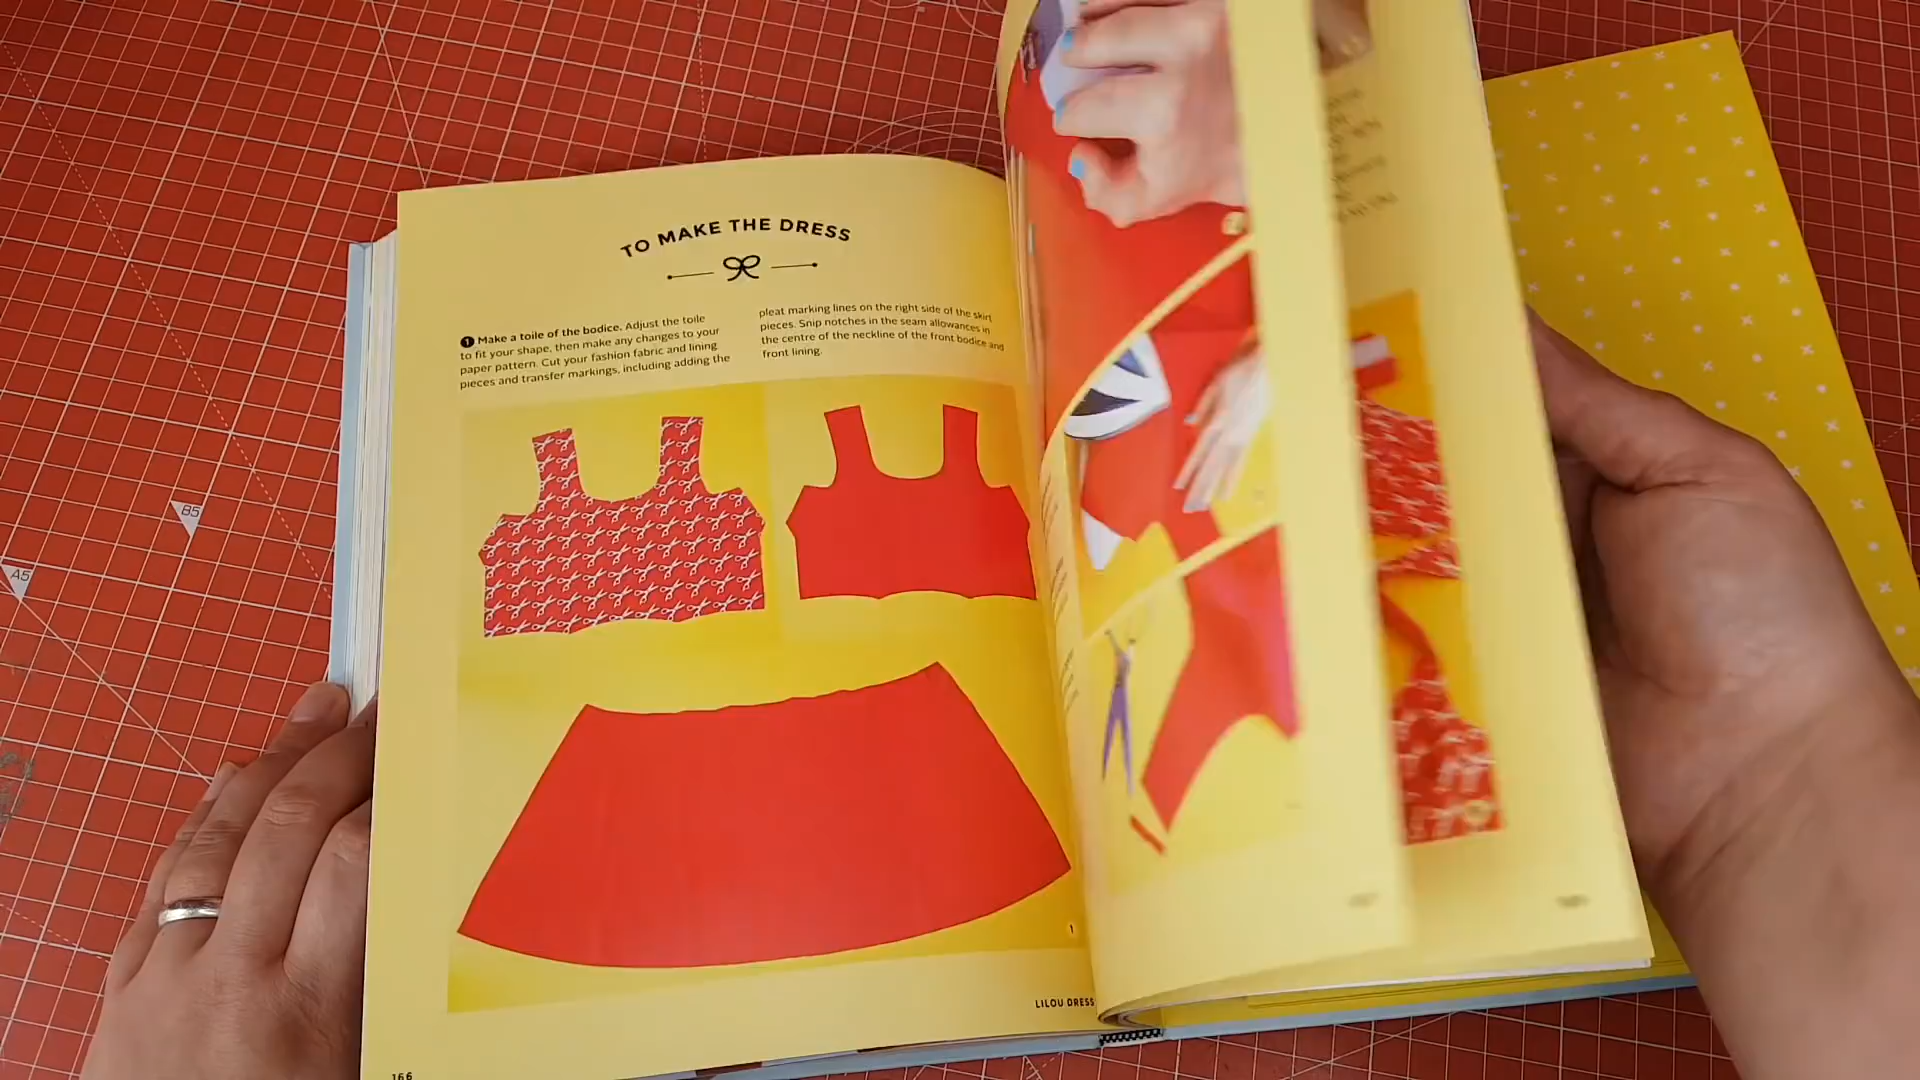 TO MAKE THE DRESS
1 Make a toile of the bodice. Adjust the toile
to fit your shape, then make any changes to your
paper pattern. Cut your fashion fabric and lining
pieces and transfer markings, including adding the
pleat marking lines on the right side of the skirt
pieces. Snip notches in the seam allowances in
the centre of the neckline of the front bodice and
front lining.
1
LILOU DRESS
166
B5
A5